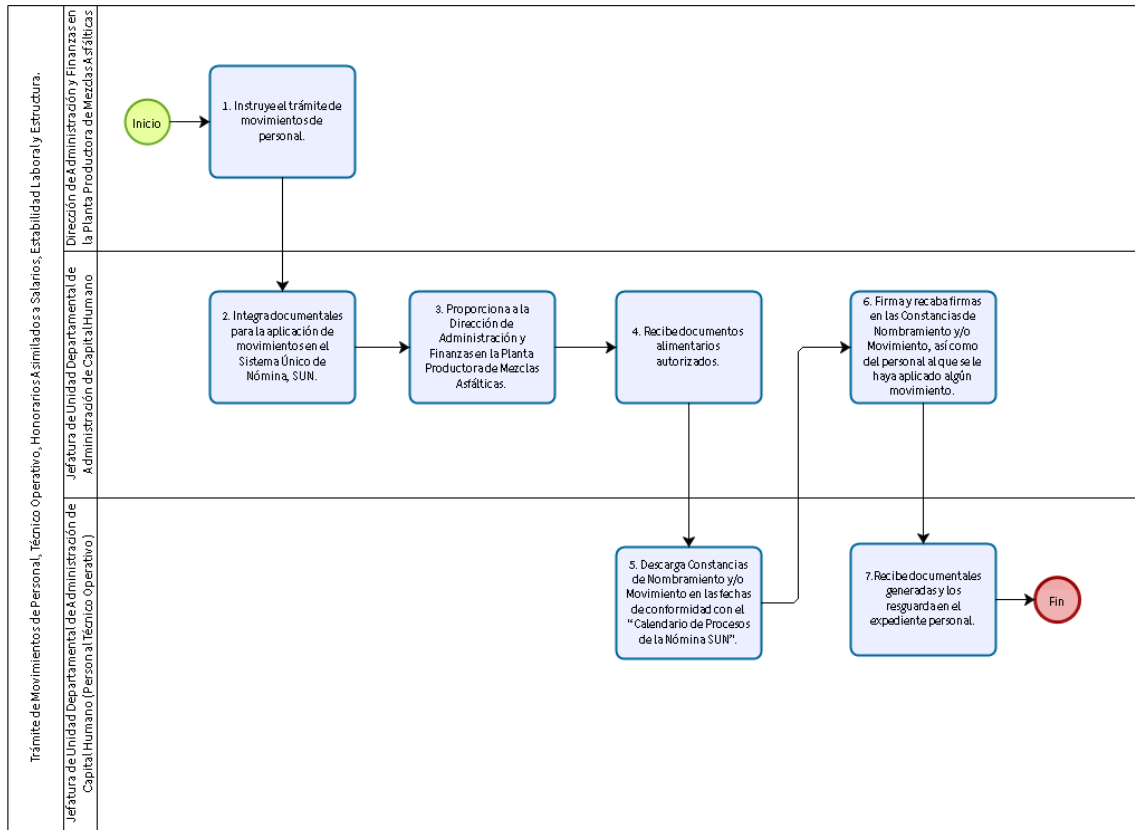 Trámite de Movimientos de Personal, Técnico Operativo, Honorarios Asimilados a Salarios, Estabilidad Laboral y Estructura.
Dirección de Administración y Finanzas en
la Planta Productora de Mezclas Asfálticas
Inicio
1. Instruye el trámite de
movimientos de
personal.
Jefatura de Unidad Departamental de
Administración de Capital Humano
2. Integra documentales
para la aplicación de
movimientos en el
Sistema Único de
Nómina, SUN.
3. Proporciona a la
Dirección de
Administración y
Finanzas en la Planta
Productora de Mezclas
Asfálticas.
4. Recibe documentos
alimentarios
autorizados.
6. Firma y recaba firmas
en las Constancias de
Nombramiento y/o
Movimiento, así como
del personal al que se le
haya aplicado algún
movimiento.
Jefatura de Unidad Departamental de Administración de
Capital Humano (Personal Técnico Operativo)
5. Descarga Constancias
de Nombramiento y/o
Movimiento en las fechas
de conformidad con el
“Calendario de Procesos
de la Nómina SUN”.
7. Recibe documentales
generadas y los
resguarda en el
expediente personal.
Fin